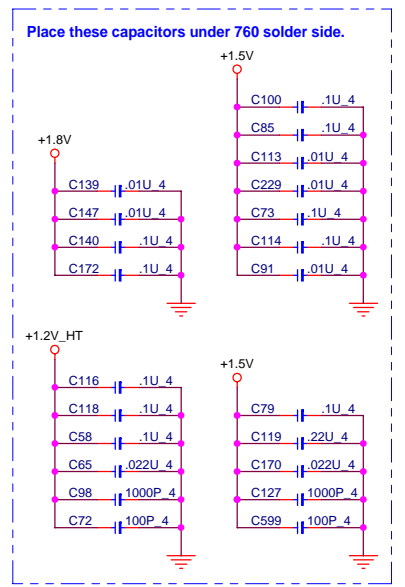 Place these capacitors under 760 solder side.
+1.5V
C100 .1U_4
C85 .1U_4
C113 .01U_4
C229 .01U_4
C73 .1U_4
C114 .1U_4
C91 .01U_4
+1.8V
C139 .01U_4
C147 .01U_4
C140 .1U_4
C172 .1U_4
+1.2V_HT
C116 .1U_4
C118 .1U_4
C58 .1U_4
C65 .022U_4
C98 1000P_4
C72 100P_4
+1.5V
C79 .1U_4
C119 .22U_4
C170 .022U_4
C127 1000P_4
C599 100P_4